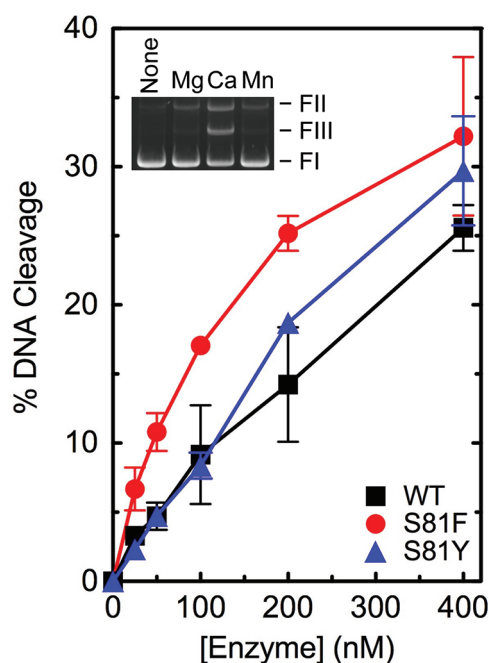 40
30
20
10
0
% DNA Cleavage
None
Mg Ca Mn
– FII
– FIII
– FI
WT
S81F
S81Y
0 100 200 300 400
[Enzyme] (nM)